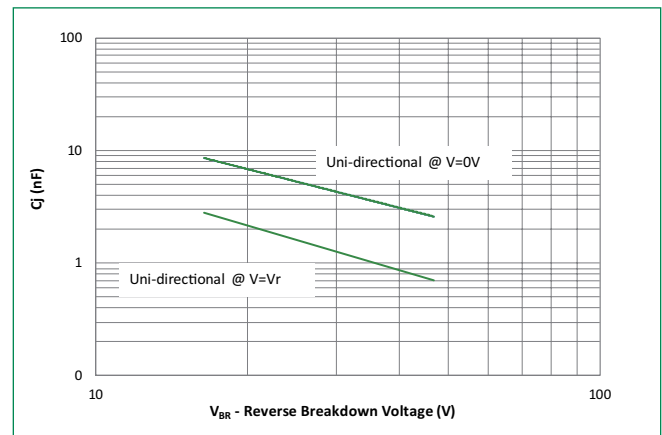 100
10
1
0
Cj (nF)
Uni-directional @ V=0V
Uni-directional @ V=Vr
10
100
VBR - Reverse Breakdown Voltage (V)